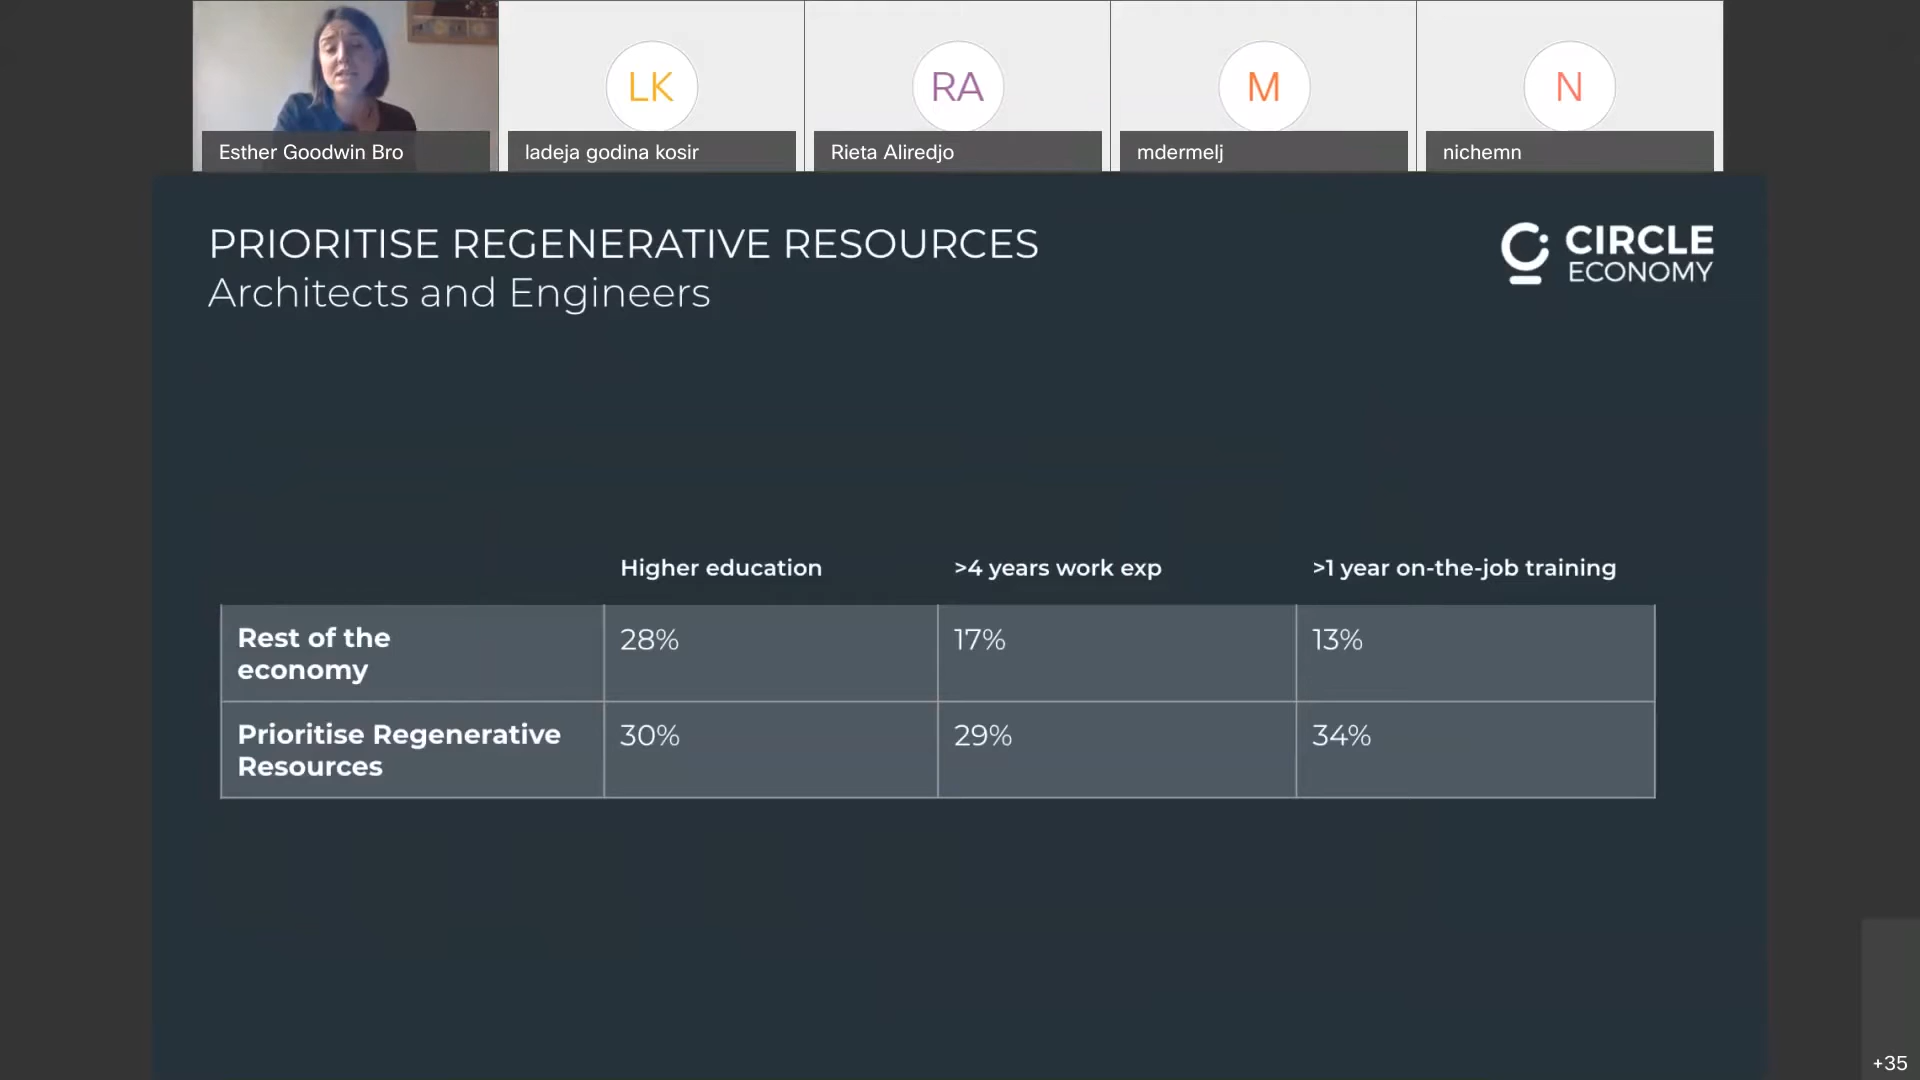 LK
RA
M
N
Esther Goodwin Bro
ladeja godina kosir
Rieta Aliredjo
mdermelj
nichemn
PRIORITISE REGENERATIVE RESOURCES
Architects and Engineers
CIRCLE
ECONOMY
Higher education
>4 years work exp
>1 year on-the-job training
Rest of the
economy
28%
17%
13%
Prioritise Regenerative
Resources
30%
29%
34%
+35